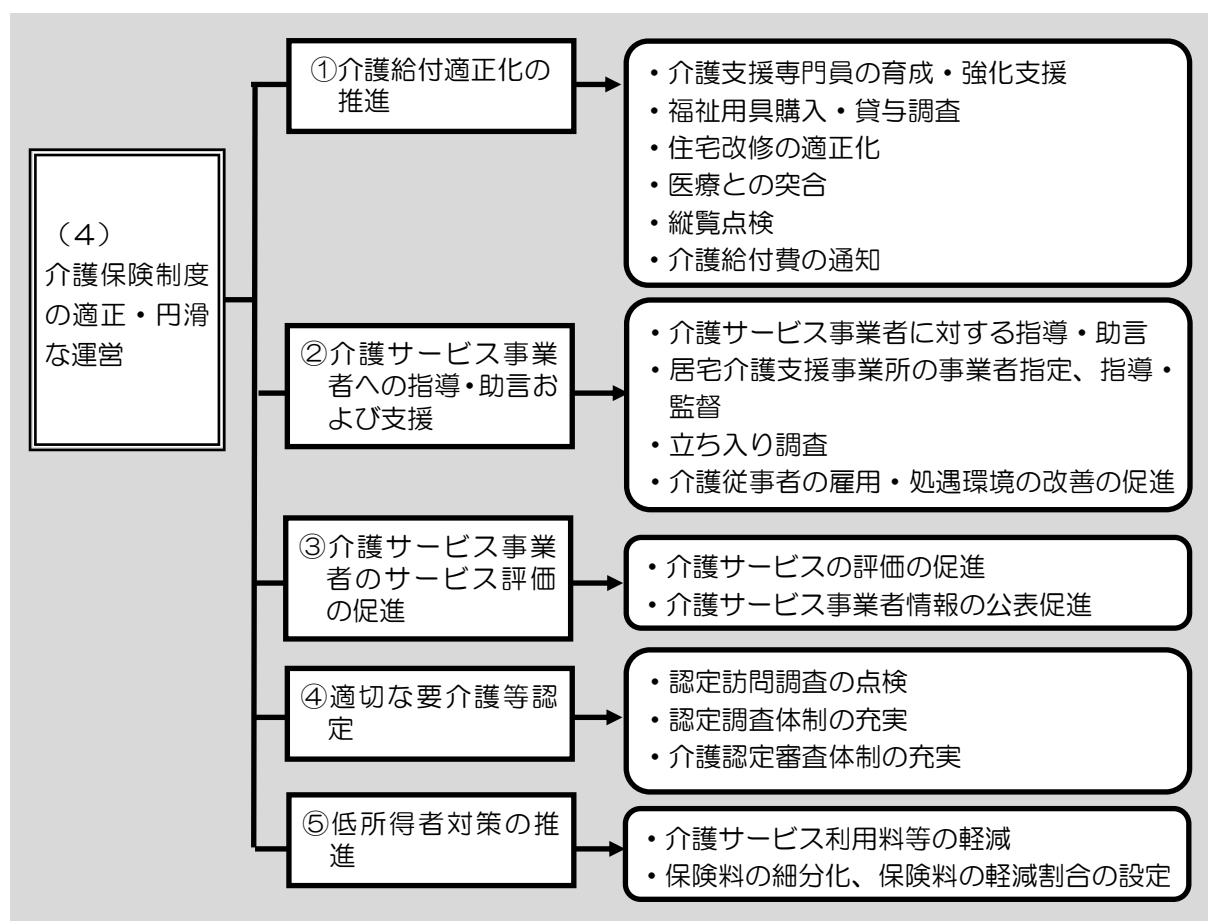 （4）
介護保険制度
の適正・円滑
な運営
①介護給付適正化の
推進
・介護支援専門員の育成・強化支援
・福祉用具購入・貸与調査
・住宅改修の適正化
・医療との突合
・縦覧点検
・介護給付費の通知
②介護サービス事業
者への指導・助言お
よび支援
・介護サービス事業者に対する指導・助言
・居宅介護支援事業所の事業者指定、指導・
監督
・立ち入り調査
・介護従事者の雇用・処遇環境の改善の促進
③介護サービス事業
者のサービス評価
の促進
・介護サービスの評価の促進
・介護サービス事業者情報の公表促進
④適切な要介護等認
定
・認定訪問調査の点検
・認定調査体制の充実
・介護認定審査体制の充実
⑤低所得者対策の推
進
・介護サービス利用料等の軽減
・保険料の細分化、保険料の軽減割合の設定